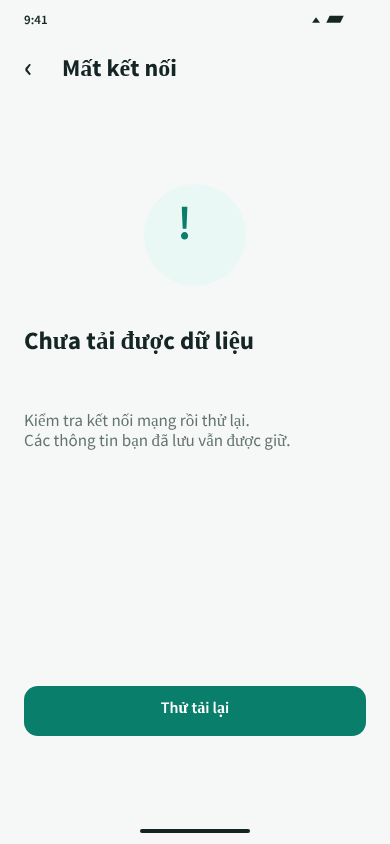 9:41
Mất kết nối
!
Chưa tải được dữ liệu
Kiểm tra kết nối mạng rồi thử lại.
Các thông tin bạn đã lưu vẫn được giữ.
Thử tải lại